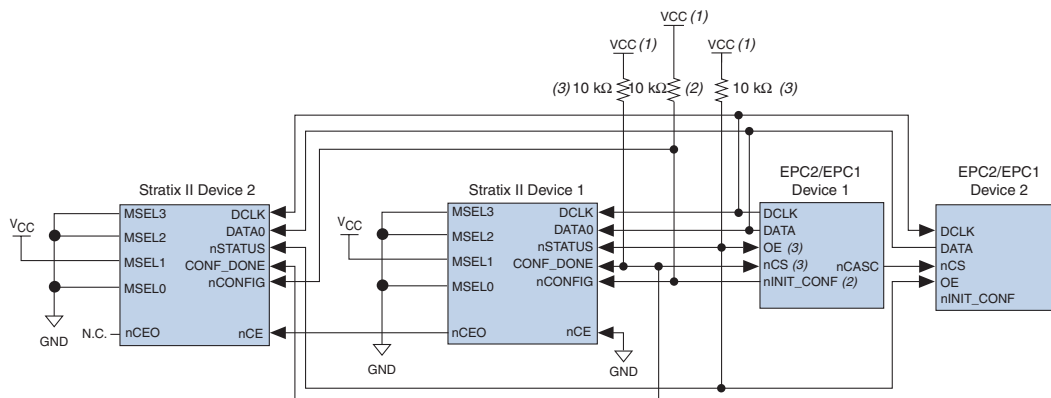 VCC (1)
VCC (1)
VCC (1)
(3) 10 kΩ
10 kΩ
(2)
10 kΩ (3)
Stratix II Device 2
MSEL3
MSEL2
MSEL1
MSEL0
nCEO
DCLK
DATA0
nSTATUS
CONF_DONE
nCONFIG
nCE
VCC
GND
N.C.
Stratix II Device 1
MSEL3
MSEL2
MSEL1
MSEL0
nCEO
DCLK
DATA0
nSTATUS
CONF_DONE
nCONFIG
nCE
VCC
GND
GND
EPC2/EPC1
Device 1
DCLK
DATA
OE (3)
nCS (3)
nCASC
nINIT_CONF (2)
EPC2/EPC1
Device 2
DCLK
DATA
nCS
OE
nINIT_CONF